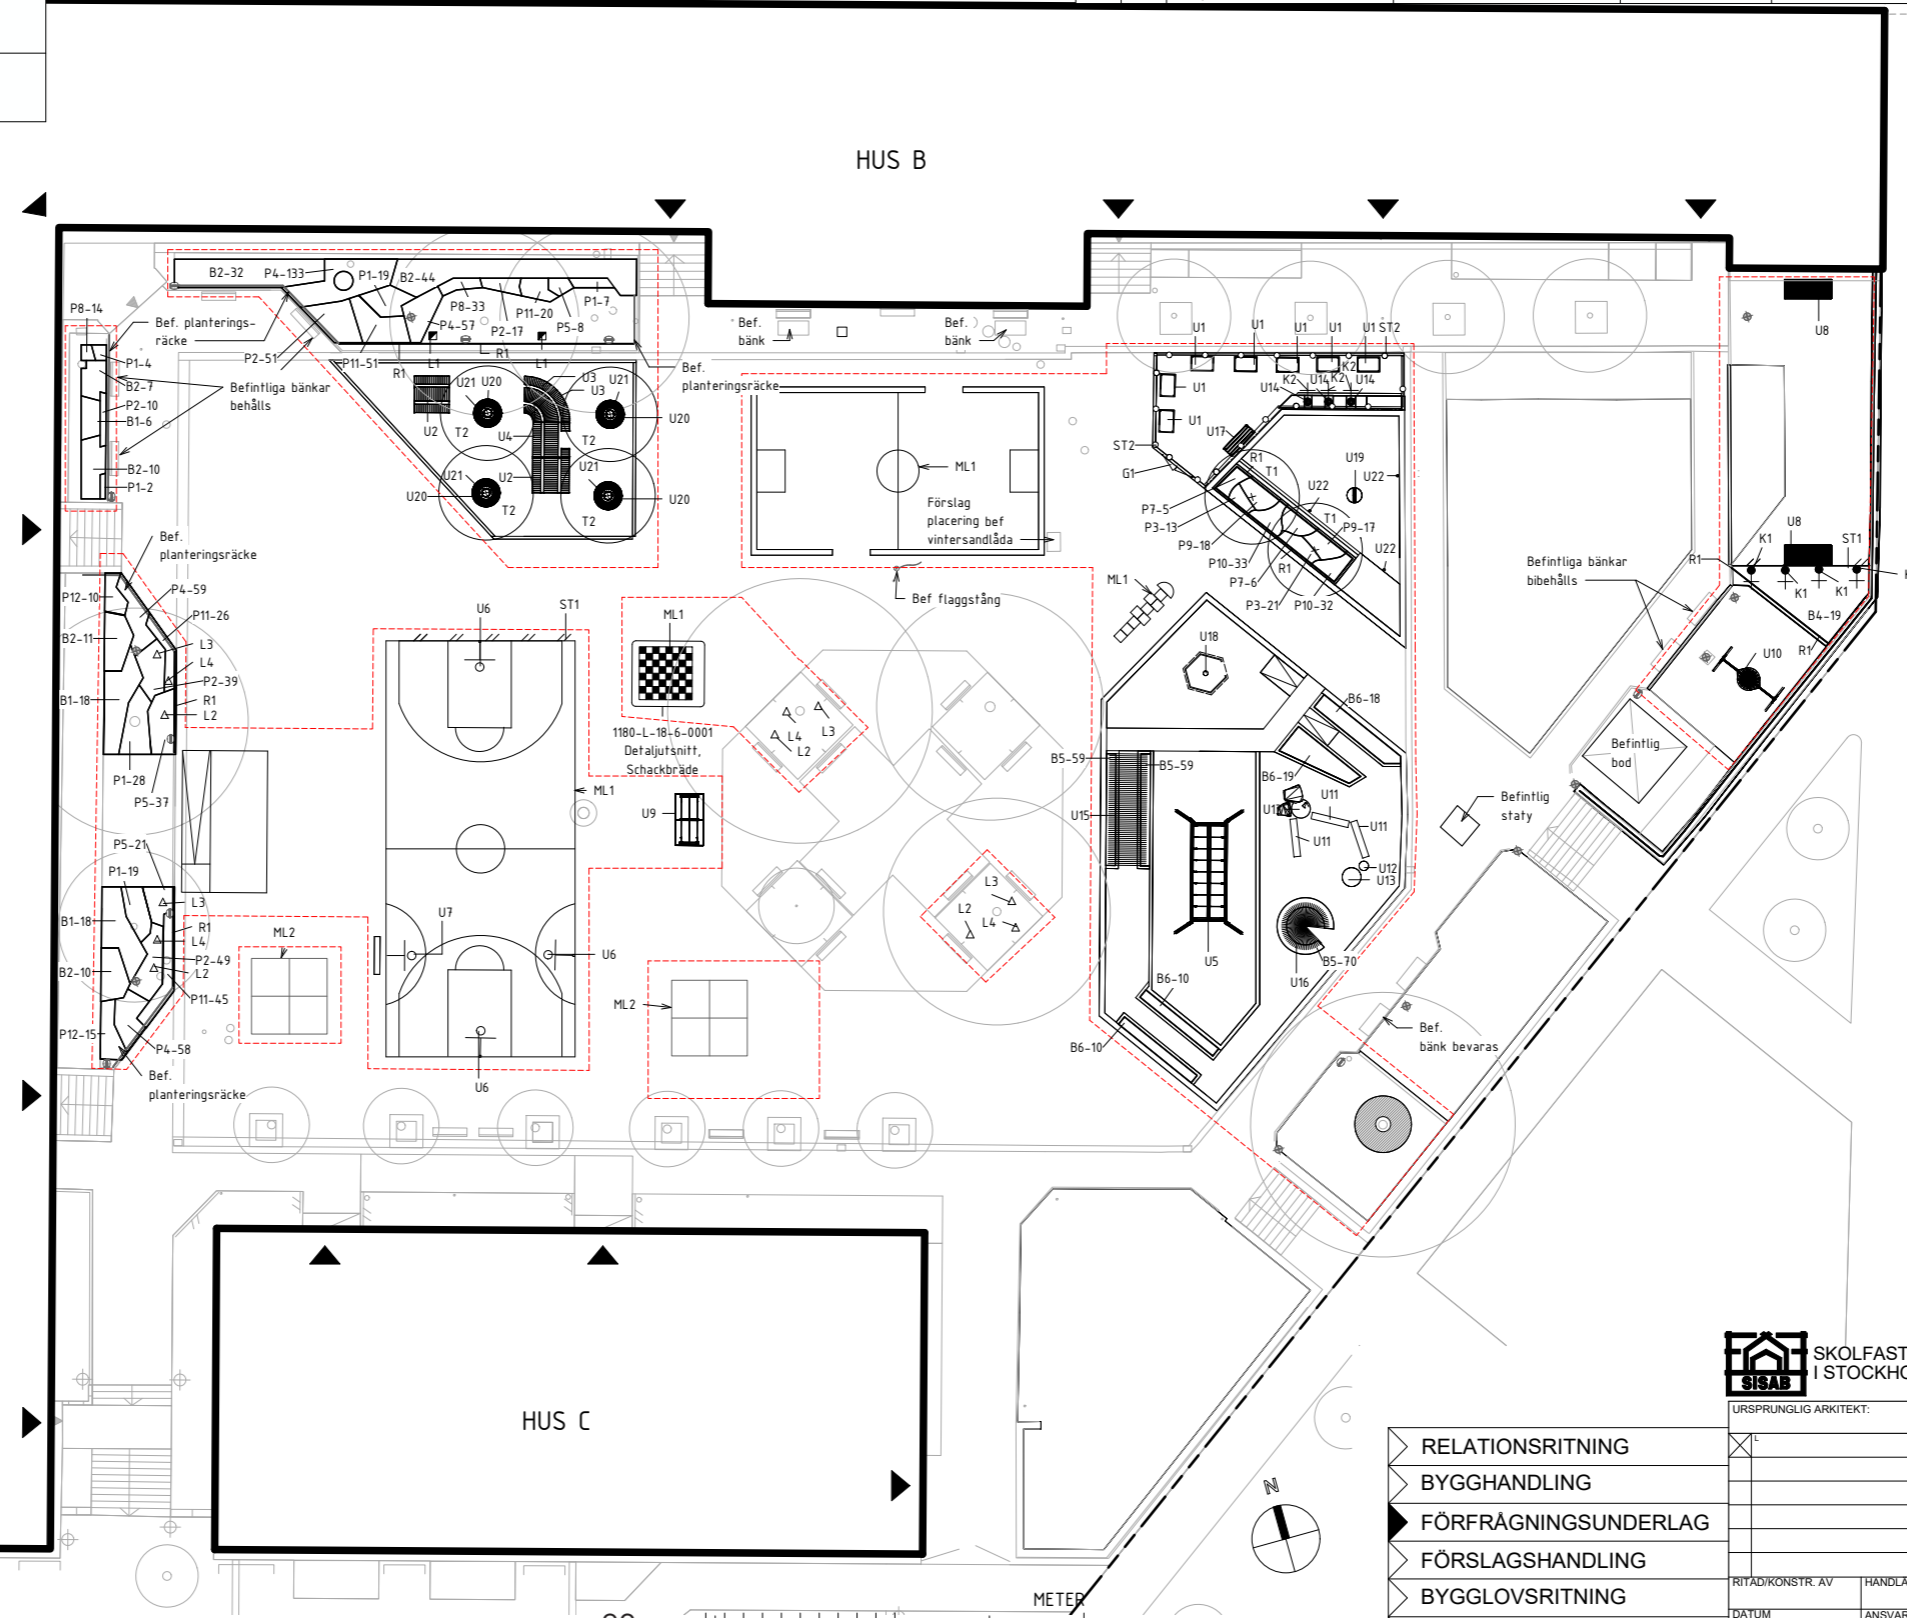 HUS B
B2-32
P4-133
P1-19
B2-44
P8-33
P11-20
P1-7
P4-57
P2-17
P5-8
P8-14
Bef. planterings-
räcke
P2-51
P11-51
L1
L1
R1
R1
P1-4
B2-7
P2-10
B1-6
B2-10
P1-2
Befintliga bänkar
behålls
Bef.
planteringsräcke
U21
U20
U3
U3
U21
U20
U2
T2
U4
T2
U21
U2
U21
U20
T2
T2
U20
Bef.
bänk
Bef.
bänk
ML1
Förslag
placering bef
vintersandlåda
Bef flaggstång
U1
U1
U1
U1
U1
ST2
K2
K2
K2
U14
U14
U14
U1
U1
U17
ST2
G1
R1
T1
U19
U22
U22
P7-5
P3-13
T1
P9-17
P9-18
U22
P10-33
R1
P7-6
P3-21
P10-32
U8
U8
K1
ST1
R1
K1
K1
B4-19
R1
U10
Befintliga bänkar
bibehålls
Befintlig
bod
Befintlig
staty
Bef.
planteringsräcke
P4-59
P12-10
P11-26
B2-11
L3
L4
P2-39
B1-18
R1
L2
P1-28
P5-37
U6
ST1
ML1
1180-L-18-6-0001
Detaljutsnitt,
Schackbräde
L4
L3
L2
ML1
U9
ML1
U18
B6-18
B5-59
B5-59
B6-19
U15
U13
U11
U11
U11
U12
U13
P5-21
P1-19
L3
B1-18
R1
L4
P2-49
B2-10
L2
P11-45
P12-15
P4-58
Bef.
planteringsräcke
ML2
U7
U6
U6
ML2
L3
L2
L4
U5
U16
B5-70
B6-10
B6-10
Bef.
bänk bevaras
HUS C
N
METER
SISAB
SKOLFAST
I STOCKHO
URSPRUNGLIG ARKITEKT:
L
RELATIONSRITNING
BYGGHANDLING
FÖRFRÅGNINGSUNDERLAG
FÖRSLAGSHANDLING
BYGGLOVSRITNING
RITAD/KONSTR. AV
HANDLÄ
DATUM
ANSVAR